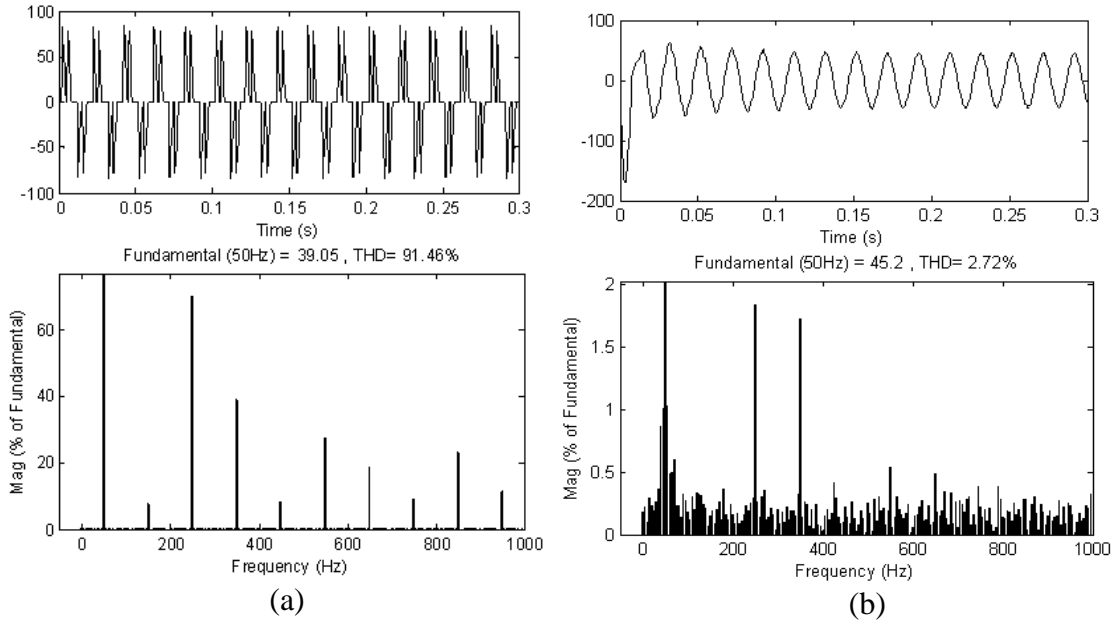 100
50
0
-50
-100
0 0.05 0.1 0.15 0.2 0.25 0.3
Time (s)
Fundamental (50Hz) = 39.05 , THD= 91.46%
60
40
20
0
Mag (% of Fundamental)
0 200 400 600 800 1000
Frequency (Hz)
(a)
100
0
-100
-200
0 0.05 0.1 0.15 0.2 0.25 0.3
Time (s)
Fundamental (50Hz) = 45.2 , THD= 2.72%
2
1.5
1
0.5
0
Mag (% of Fundamental)
0 200 400 600 800 1000
Frequency (Hz)
(b)